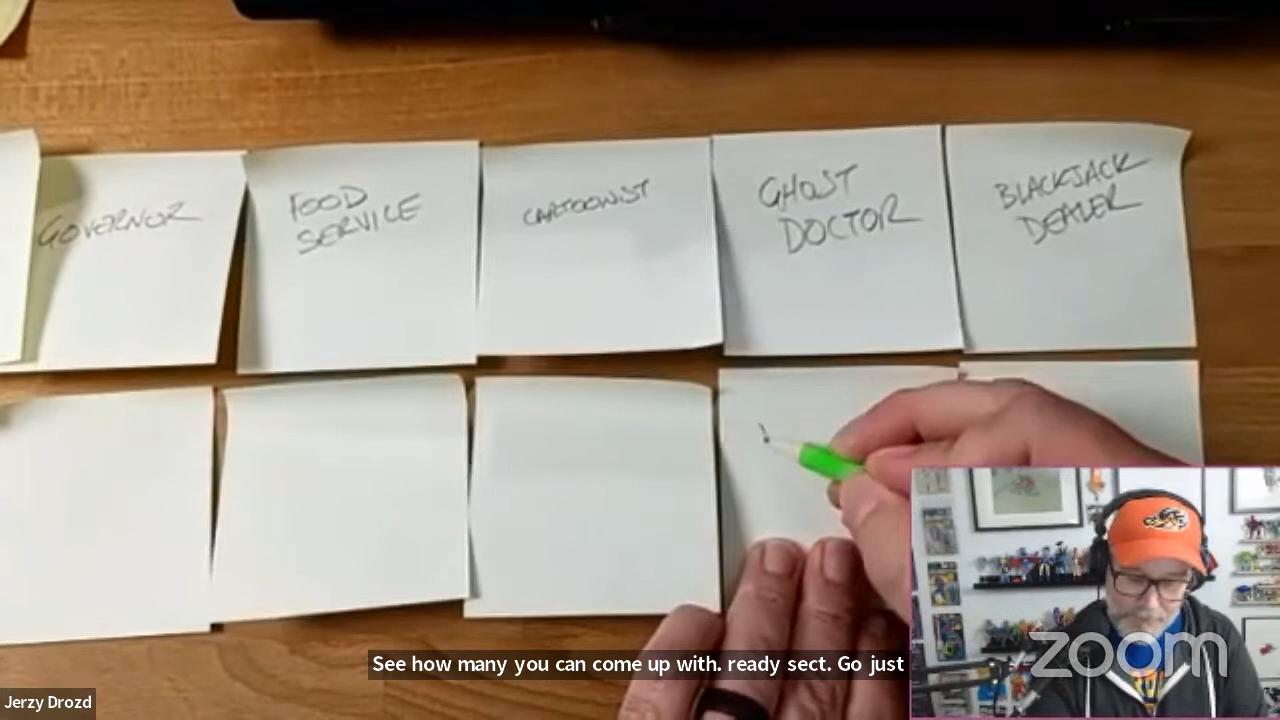 GOVERNOR
FOOD
SERVICE
CARTOONIST
GHOST
DOCTOR
BLACKJACK
DEALER
See how many you can come up with. ready sect. Go just
zoom
Jerzy Drozd